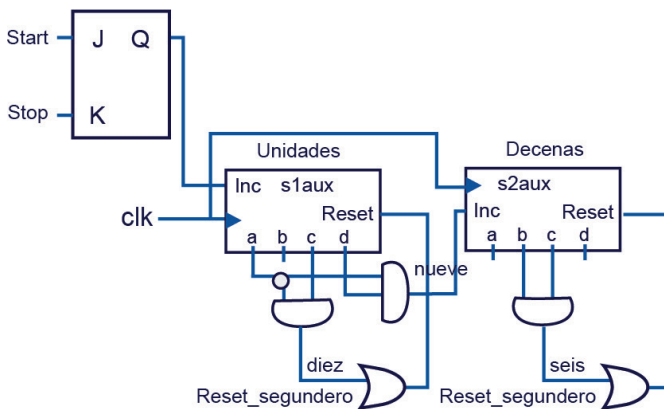 Start
J
Q
Stop
K
Unidades
Decenas
Inc
s1aux
s2aux
clk
Reset
Inc
Reset
a
b
c
d
a
b
c
d
nueve
diez
seis
Reset_segundero
Reset_segundero